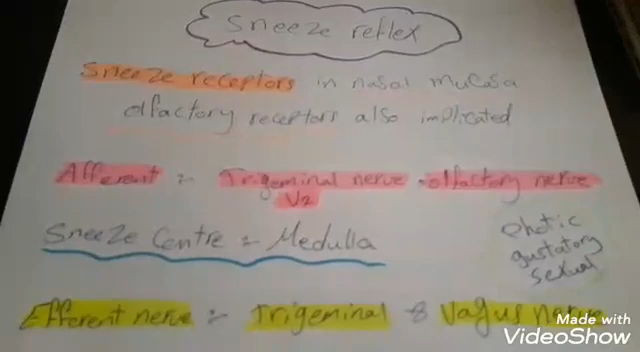 Sneeze reflex
Sneeze receptors in nasal mucosa
olfactory receptors also implicated
Afferent :- Trigeminal nerve - olfactory nerve
V2
Sneeze Centre :- Medulla
photic
gustatory
sexual
Efferent nerve :- Trigeminal & Vagus nerve
Made with
VideoShow